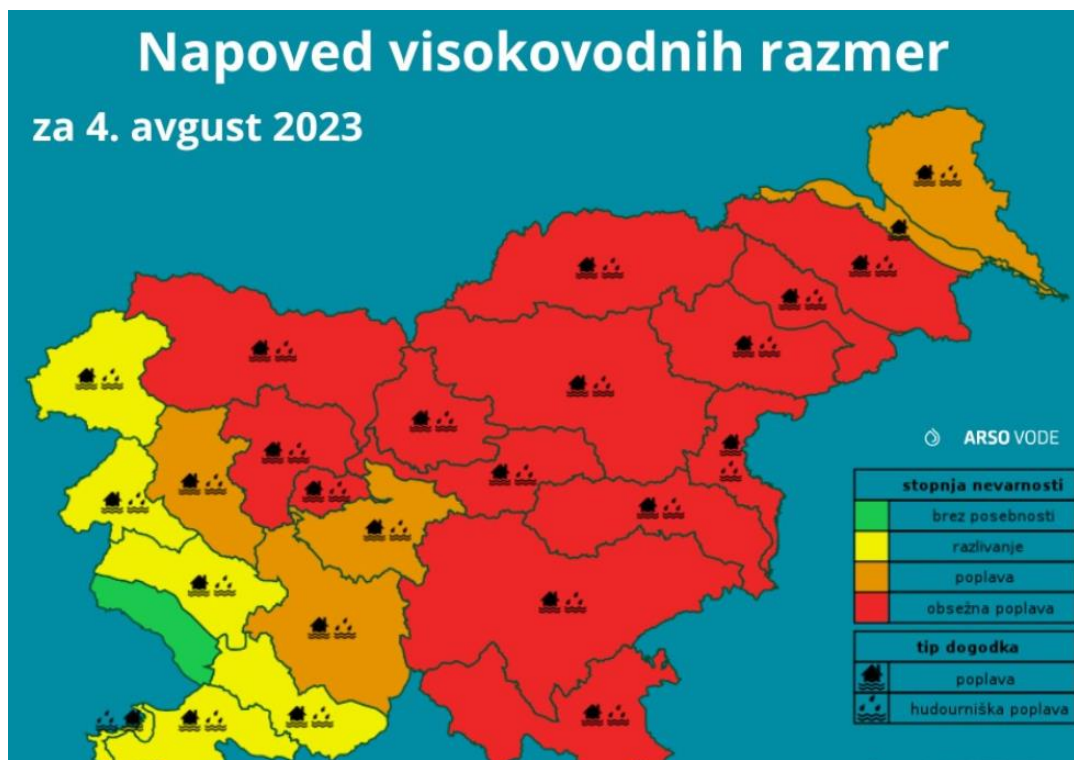 Napoved visokovodnih razmer
za 4. avgust 2023
ARSO VODE
stopnja nevarnosti
brez posebnosti
razlivanje
poplava
obsežna poplava
tip dogodka
poplava
hudourniška poplava